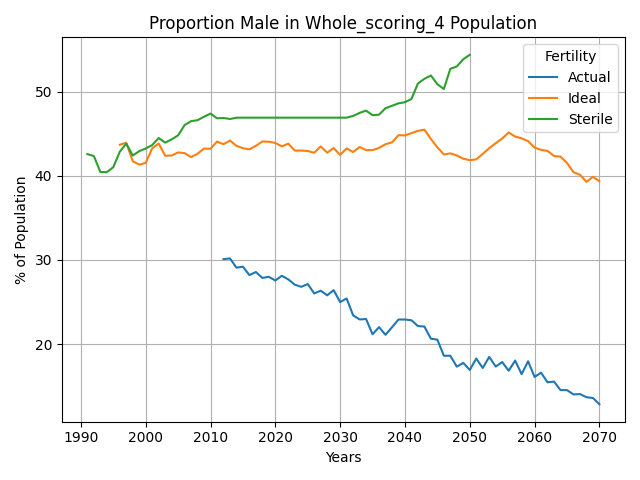 Proportion Male in Whole_scoring_4 Population
Fertility
Actual
Ideal
Sterile
% of Population
50
40
30
20
1990 2000 2010 2020 2030 2040 2050 2060 2070
Years